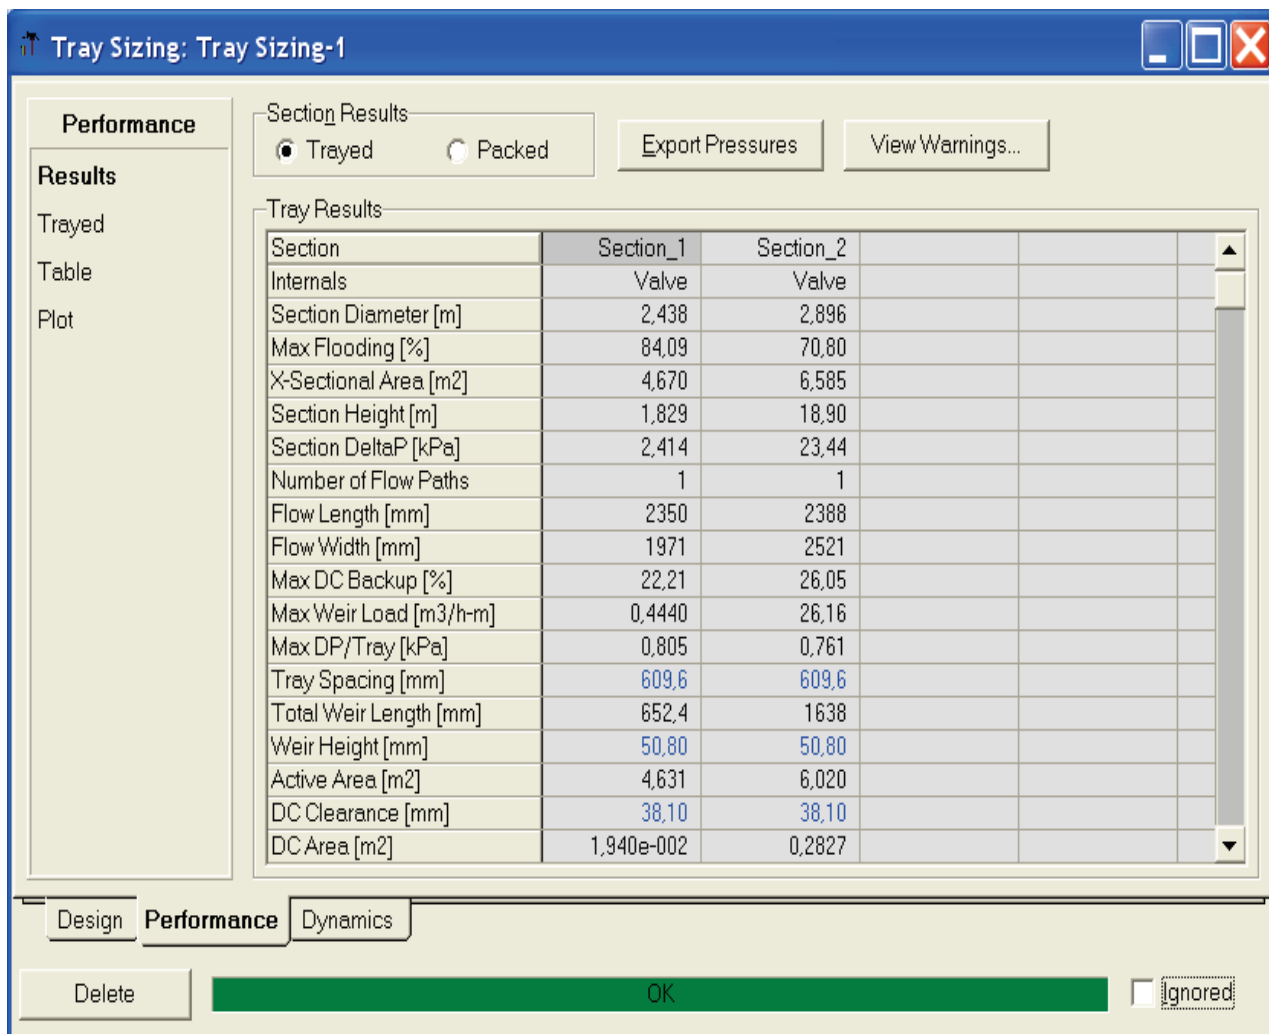 Tray Sizing: Tray Sizing-1
Performance
Results
Trayed
Table
Plot
Section Results
Trayed Packed
Export Pressures
View Warnings...
Tray Results
Section Section_1 Section_2
Internals Valve Valve
Section Diameter [m] 2,438 2,896
Max Flooding [%] 84,09 70,80
X-Sectional Area [m2] 4,670 6,585
Section Height [m] 1,829 18,90
Section DeltaP [kPa] 2,414 23,44
Number of Flow Paths 1 1
Flow Length [mm] 2350 2388
Flow Width [mm] 1971 2521
Max DC Backup [%] 22,21 26,05
Max Weir Load [m3/h-m] 0,4440 26,16
Max DP/Tray [kPa] 0,805 0,761
Tray Spacing [mm] 609,6 609,6
Total Weir Length [mm] 652,4 1638
Weir Height [mm] 50,80 50,80
Active Area [m2] 4,631 6,020
DC Clearance [mm] 38,10 38,10
DC Area [m2] 1,940e-002 0,2827
Design Performance Dynamics
Delete OK Ignored